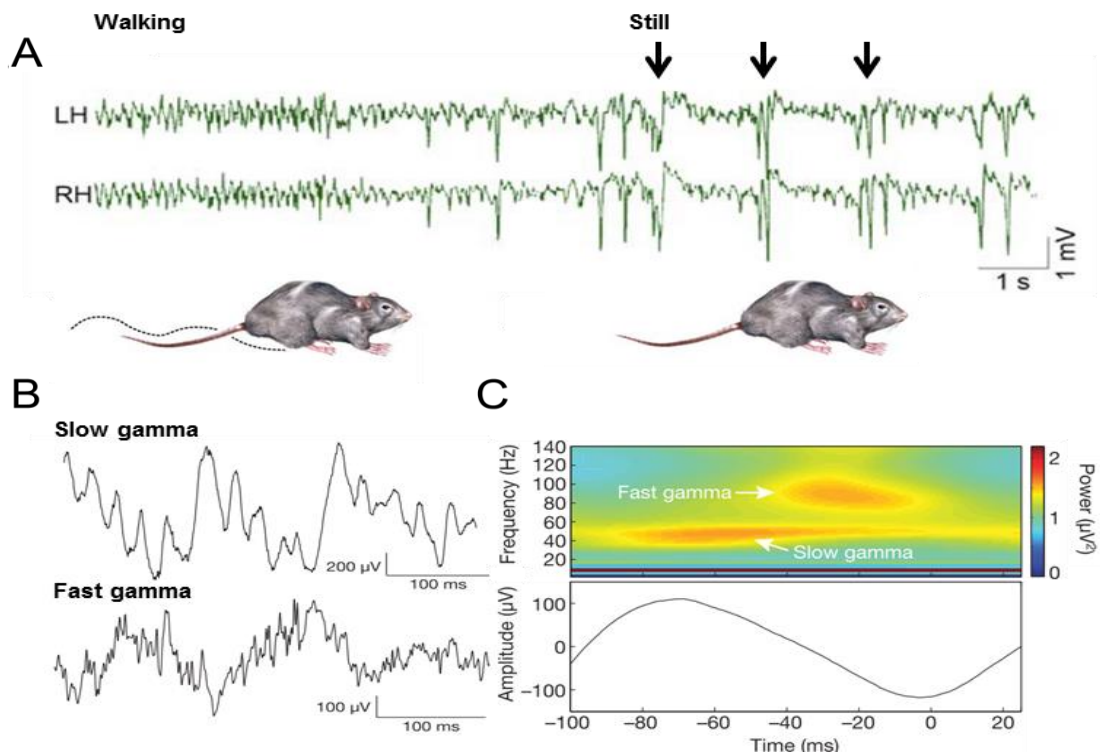 Walking Still
A
LH
RH
1 mV
1 s
B
Slow gamma
200 µV
100 ms
Fast gamma
100 µV
100 ms
C
140
120
100
80
60
40
20
Frequency (Hz)
Fast gamma
Slow gamma
2
1
0
Power (µV²)
100
0
−100
Amplitude (µV)
−100 −80 −60 −40 −20 0 20
Time (ms)